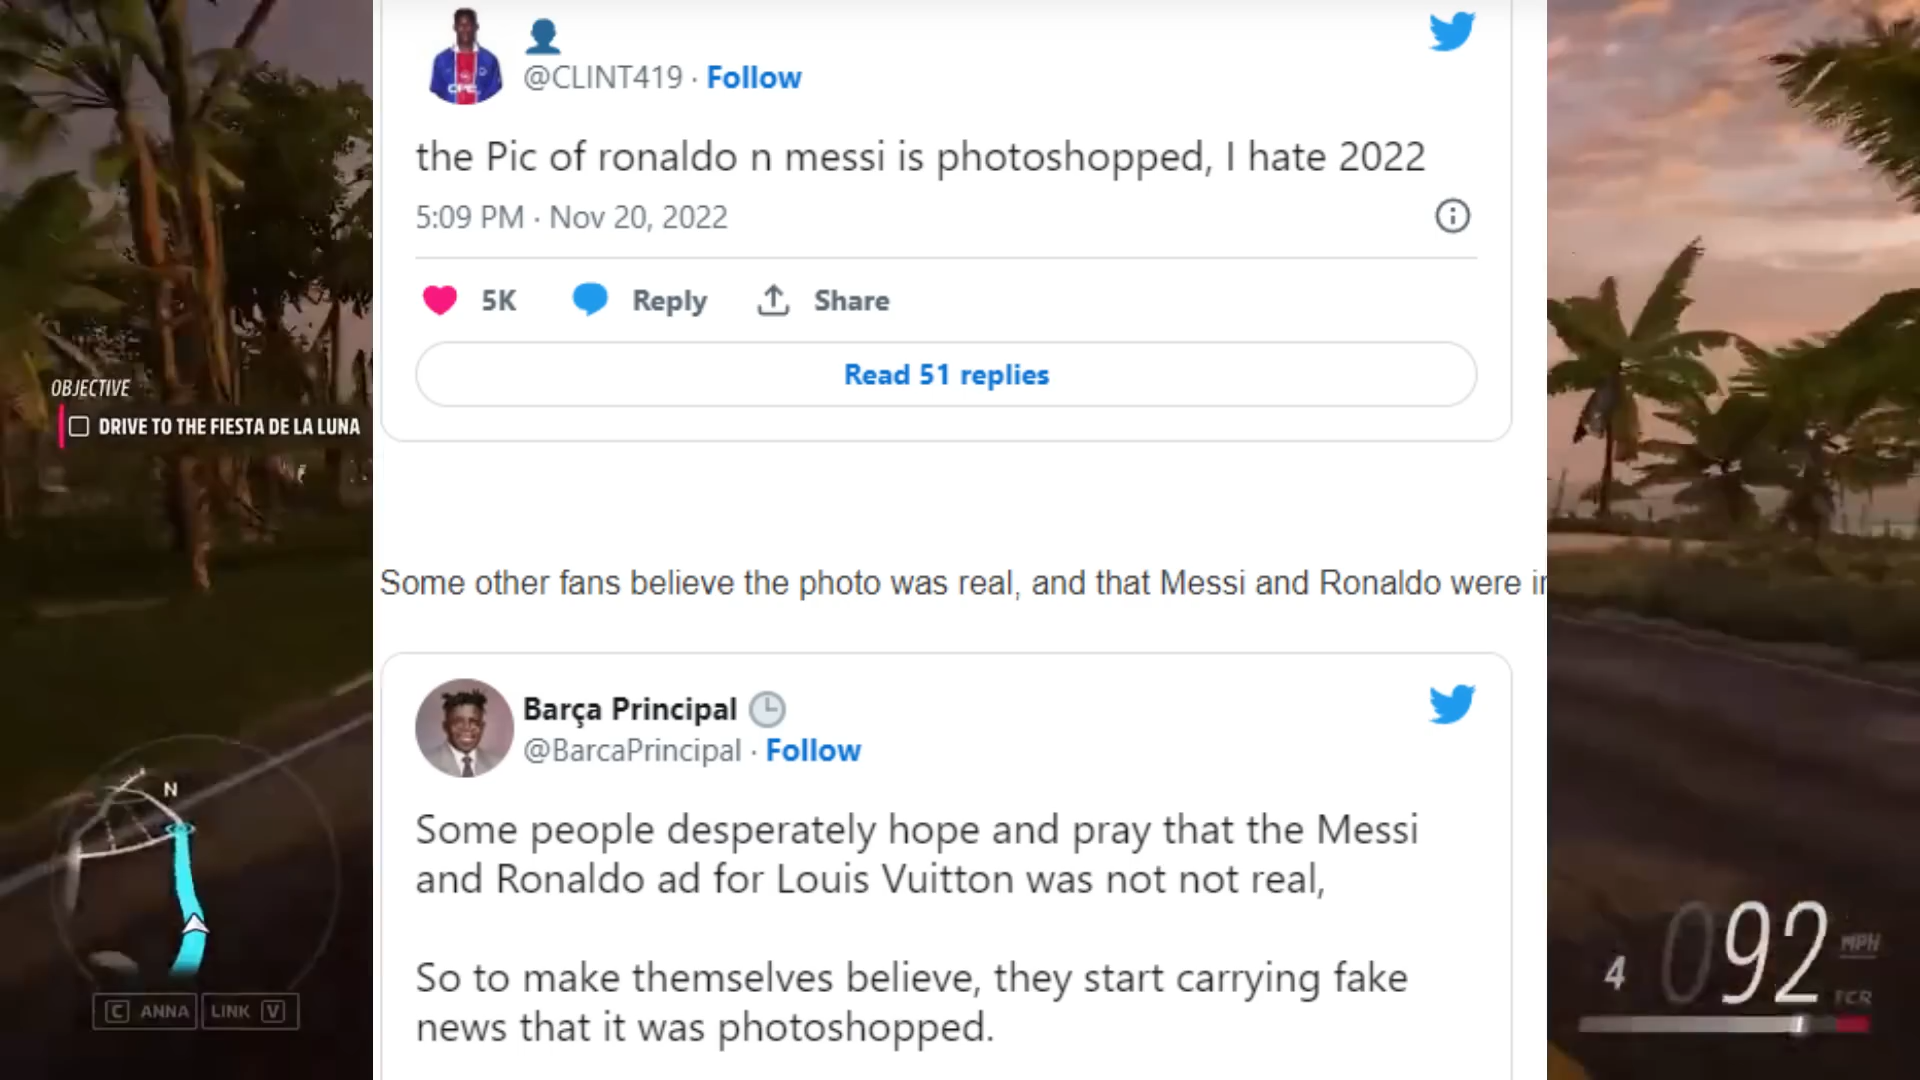 @CLINT419 · Follow
the Pic of ronaldo n messi is photoshopped, I hate 2022
5:09 PM · Nov 20, 2022
5K Reply Share
Read 51 replies
OBJECTIVE
DRIVE TO THE FIESTA DE LA LUNA
Some other fans believe the photo was real, and that Messi and Ronaldo were
Barça Principal
@BarcaPrincipal · Follow
Some people desperately hope and pray that the Messi
and Ronaldo ad for Louis Vuitton was not not real,
So to make themselves believe, they start carrying fake
news that it was photoshopped.
N
C ANNA LINK V
4 092 MPH
TCR